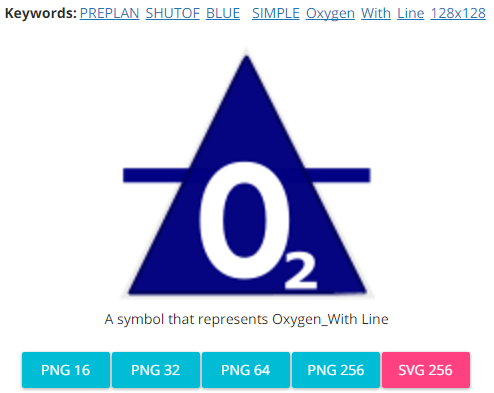 Keywords: PREPLAN SHUTOF BLUE SIMPLE Oxygen With Line 128x128
O2
A symbol that represents Oxygen_With Line
PNG 16 PNG 32 PNG 64 PNG 256 SVG 256